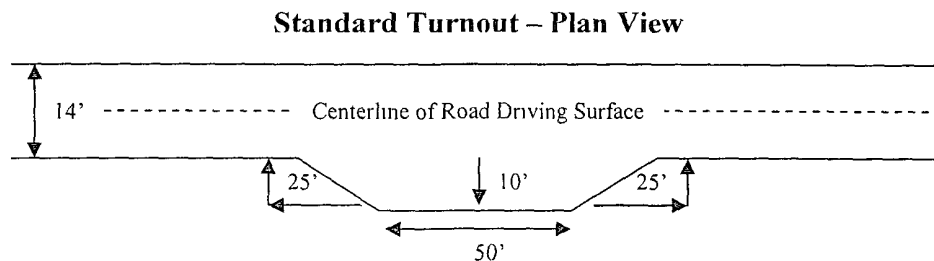 Standard Turnout – Plan View
14' Centerline of Road Driving Surface
25' 10' 25'
50'